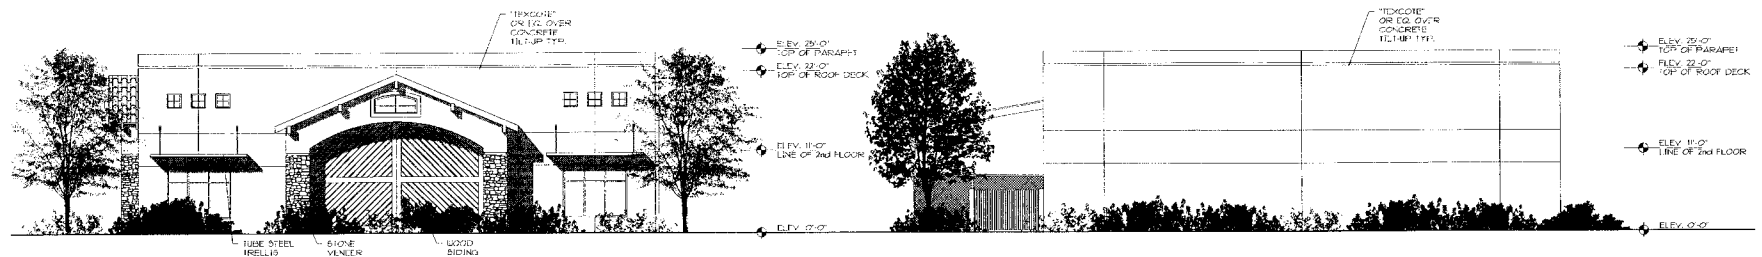 "TEXCOTE"
OR EQ. OVER
CONCRETE
TILT-UP TYP.
ELEV. 25'-0"
TOP OF PARAPET
ELEV. 22'-0"
TOP OF ROOF DECK
ELEV. 11'-0"
LINE OF 2nd FLOOR
ELEV. 0'-0"
TUBE STEEL
TRELLIS
STONE
VENEER
WOOD
SIDING
"TEXCOTE"
OR EQ. OVER
CONCRETE
TILT-UP TYP.
ELEV. 25'-0"
TOP OF PARAPET
ELEV. 22'-0"
TOP OF ROOF DECK
ELEV. 11'-0"
LINE OF 2nd FLOOR
ELEV. 0'-0"